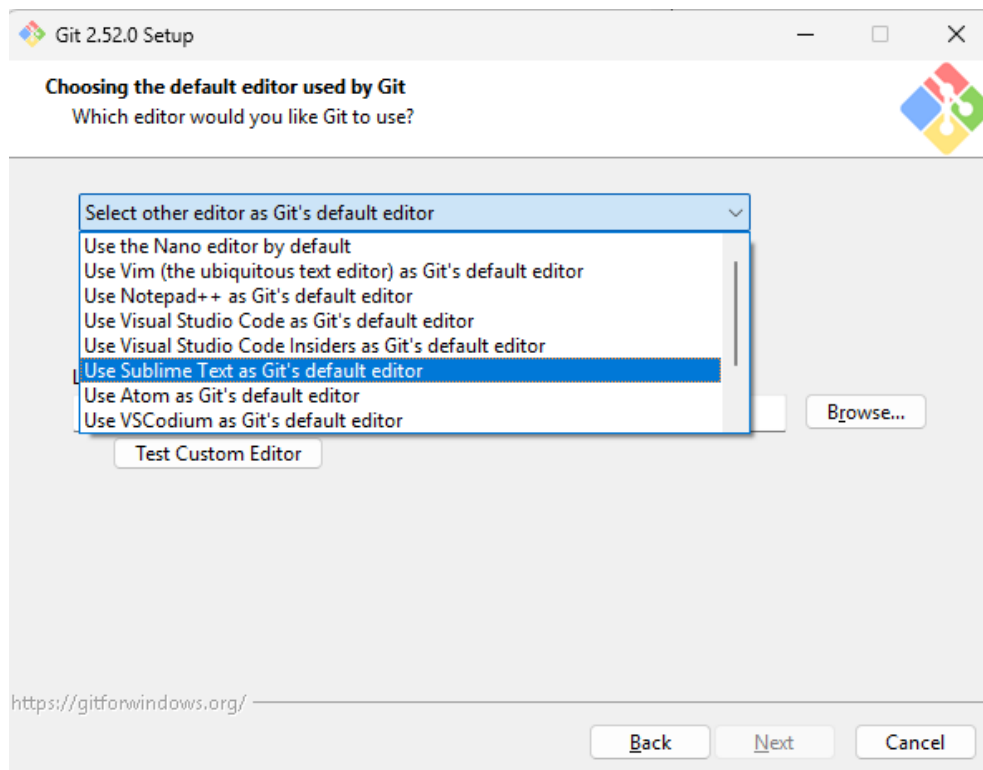 Git 2.52.0 Setup
Choosing the default editor used by Git
Which editor would you like Git to use?
Select other editor as Git's default editor
Use the Nano editor by default
Use Vim (the ubiquitous text editor) as Git's default editor
Use Notepad++ as Git's default editor
Use Visual Studio Code as Git's default editor
Use Visual Studio Code Insiders as Git's default editor
Use Sublime Text as Git's default editor
Use Atom as Git's default editor
Use VSCodium as Git's default editor
Browse...
Test Custom Editor
https://gitforwindows.org/
Back Next Cancel